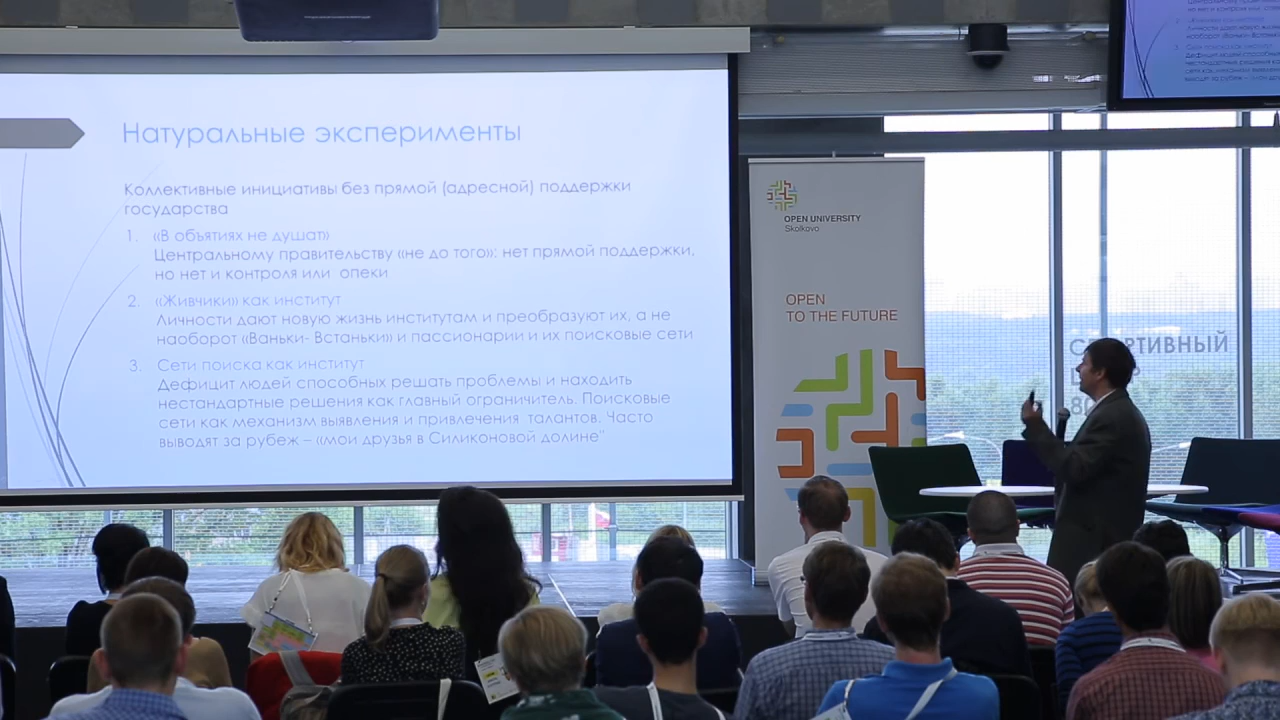 Натуральные эксперименты
Коллективные инициативы без прямой (адресной) поддержки
государства
1. «В объятиях не душат»
Центральному правительству «не до того»: нет прямой поддержки,
но нет и контроля или опеки
2. «Живчики» как институт
Личности дают новую жизнь институтам и преобразуют их, а не
наоборот «Ваньки- Встаньки» и пассионарии и их поисковые сети
3. Сети поиска как институт
Дефицит людей способных решать проблемы и находить
нестандартные решения как главный ограничитель. Поисковые
сети как механизм выявления и привлечения талантов. Часто
выводят за рубеж – «мои друзья в Силиконовой долине"
OPEN UNIVERSITY
Skolkovo
OPEN
TO THE FUTURE